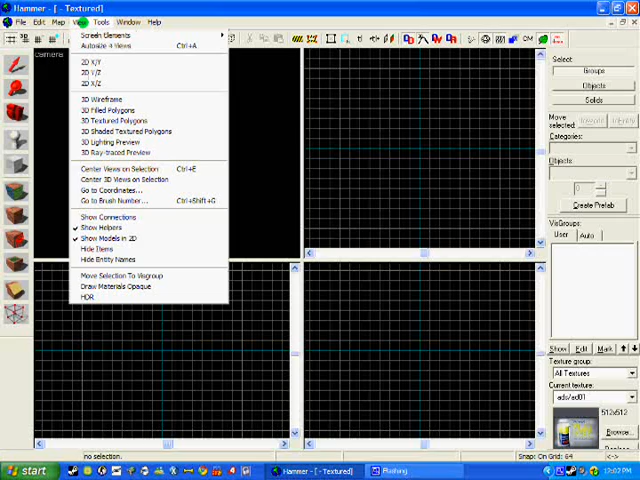 Hammer - [ - Textured]
File Edit Map View Tools Window Help
Screen Elements
Autosize 4 Views Ctrl+A
2D X/Y
2D Y/Z
2D X/Z
3D Wireframe
3D Filled Polygons
3D Textured Polygons
3D Shaded Textured Polygons
3D Lighting Preview
3D Ray-traced Preview
Center Views on Selection Ctrl+E
Center 3D Views on Selection
Go to Coordinates...
Go to Brush Number... Ctrl+Shift+G
Show Connections
Show Helpers
Show Models in 2D
Hide Items
Hide Entity Names
Move Selection To Visgroup
Draw Materials Opaque
HDR
camera
Select
Groups
Objects
Solids
Move selected:
toWorld toEntity
Categories:
Objects:
0
Create Prefab
VisGroups:
User Auto
Show Edit Mark
Texture group:
All Textures
Current texture:
ads/ad01
512x512
Browse...
Replace...
no selection.
Snap: On Grid: 64
<->
start
Hammer - [ - Textured]
12:02 PM